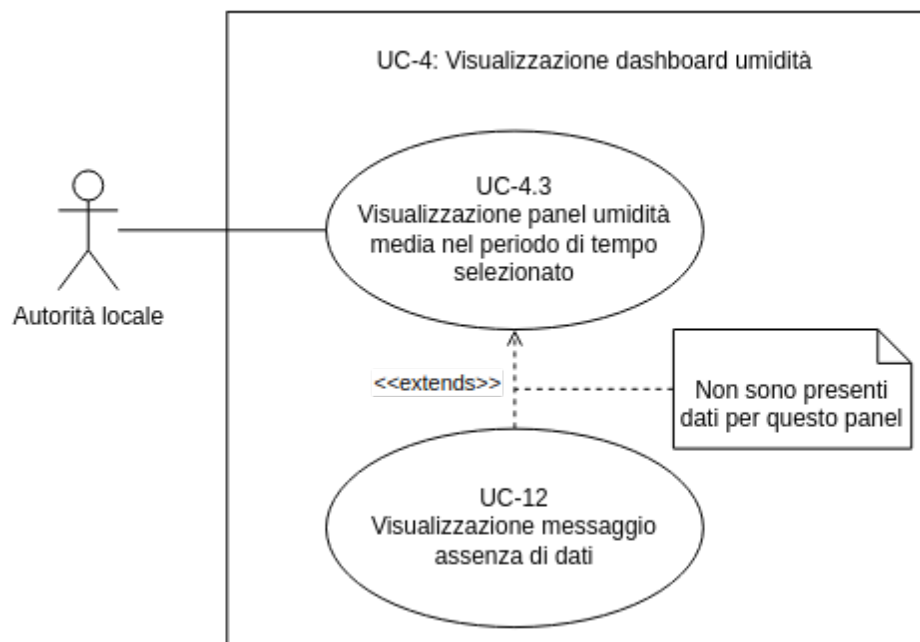 UC-4: Visualizzazione dashboard umidità
UC-4.3
Visualizzazione panel umidità
media nel periodo di tempo
selezionato
Autorità locale
<<extends>>
Non sono presenti
dati per questo panel
UC-12
Visualizzazione messaggio
assenza di dati